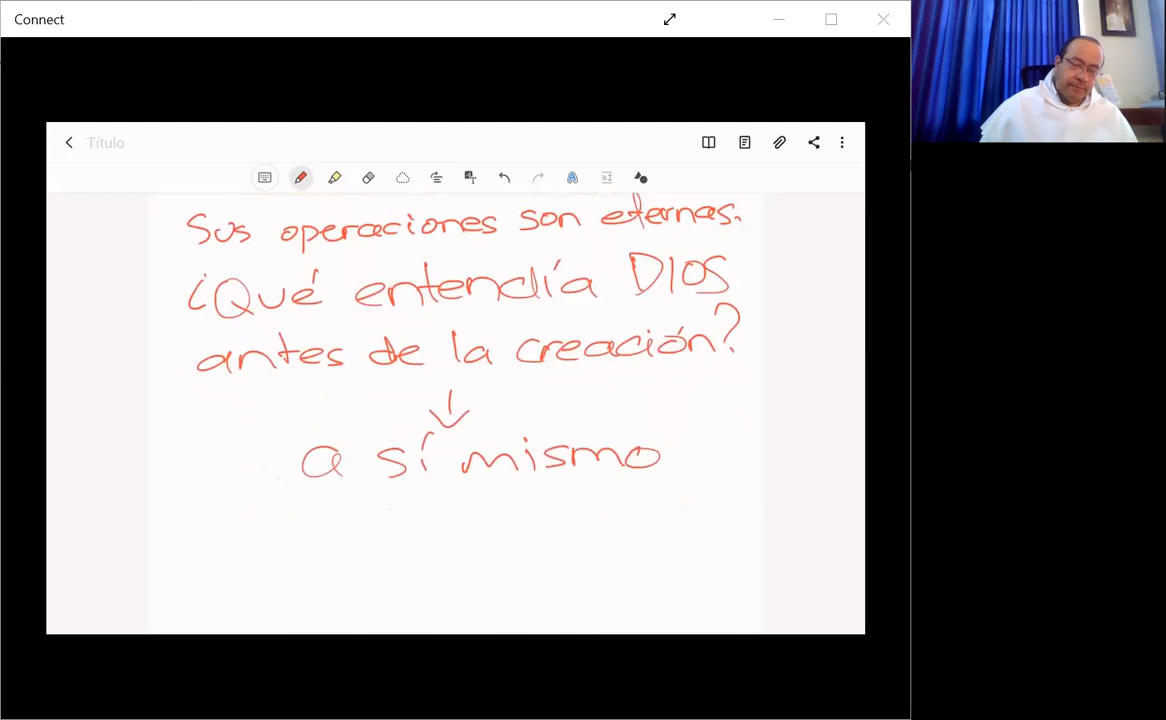 Connect
Título
Sus operaciones son eternas.
¿Qué entendía DIOS
antes de la creación?
a sí mismo